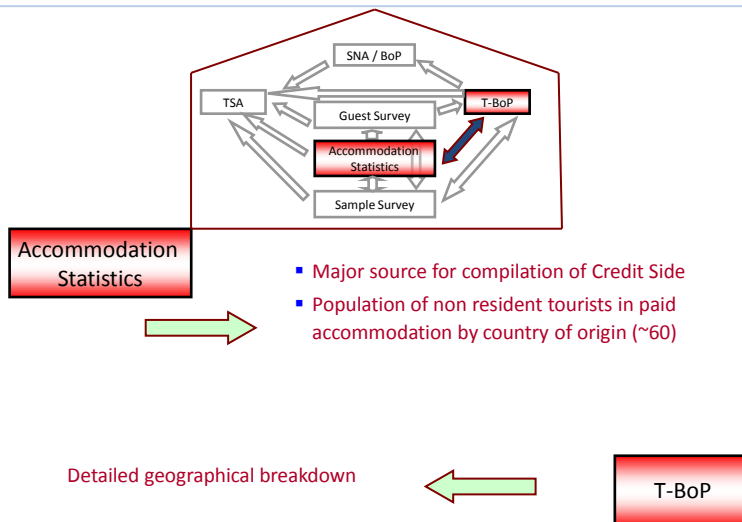 SNA / BoP
TSA
T-BoP
Guest Survey
Accommodation
Statistics
Sample Survey
Accommodation
Statistics
Major source for compilation of Credit Side
Population of non resident tourists in paid
accommodation by country of origin (~60)
Detailed geographical breakdown
T-BoP